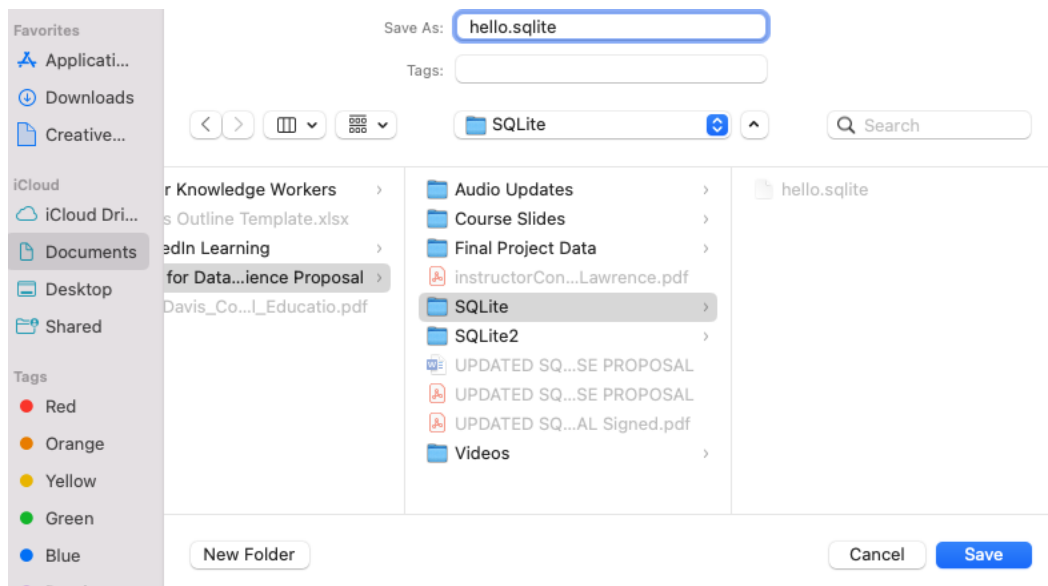 Favorites
Applicati...
Downloads
Creative...
iCloud
iCloud Dri...
Documents
Desktop
Shared
Tags
Red
Orange
Yellow
Green
Blue
Save As: hello.sqlite
Tags:
SQLite
Search
r Knowledge Workers
s Outline Template.xlsx
edIn Learning
for Data...ience Proposal
Davis_Co...l_Educatio.pdf
Audio Updates
Course Slides
Final Project Data
instructorCon...Lawrence.pdf
SQLite
SQLite2
UPDATED SQ...SE PROPOSAL
UPDATED SQ...SE PROPOSAL
UPDATED SQ...AL Signed.pdf
Videos
hello.sqlite
New Folder
Cancel
Save